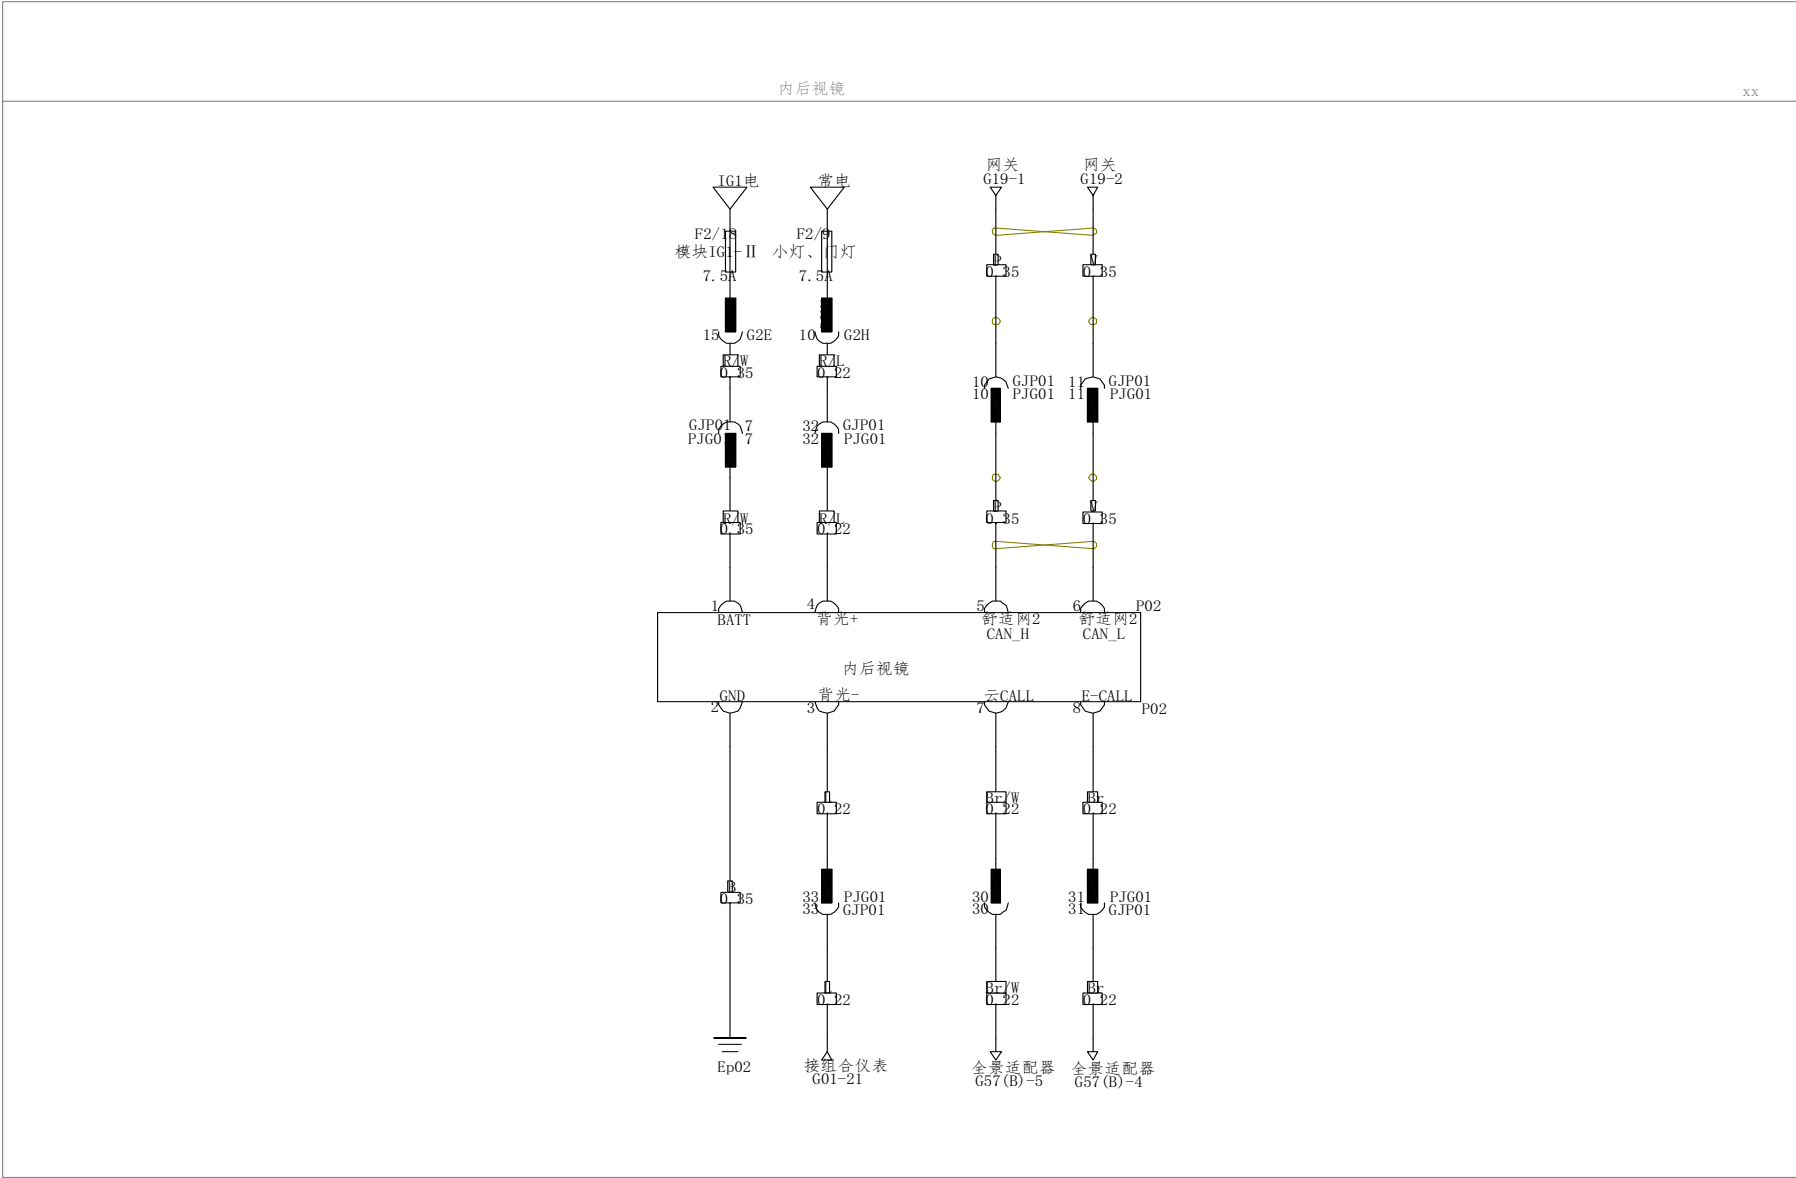 内后视镜
xx
IG1电
常电
网关
G19-1
网关
G19-2
F2/18
模块IG1-Ⅱ
7.5A
F2/9
小灯、门灯
7.5A
P
0.35
V
0.35
15 G2E
10 G2H
R/W
0.35
R/L
0.22
10 GJP01
10 PJG01
11 GJP01
11 PJG01
GJP01 7
PJG01 7
32 GJP01
32 PJG01
R/W
0.35
R/L
0.22
P
0.35
V
0.35
1
4
5
6
P02
BATT
背光+
舒适网2
CAN_H
舒适网2
CAN_L
内后视镜
GND
背光-
云CALL
E-CALL
2
3
7
8
P02
L
0.22
Br/W
0.22
Br
0.22
B
0.35
33 PJG01
33 GJP01
30
30
31 PJG01
31 GJP01
L
0.22
Br/W
0.22
Br
0.22
Ep02
接组合仪表
G01-21
全景适配器
G57(B)-5
全景适配器
G57(B)-4